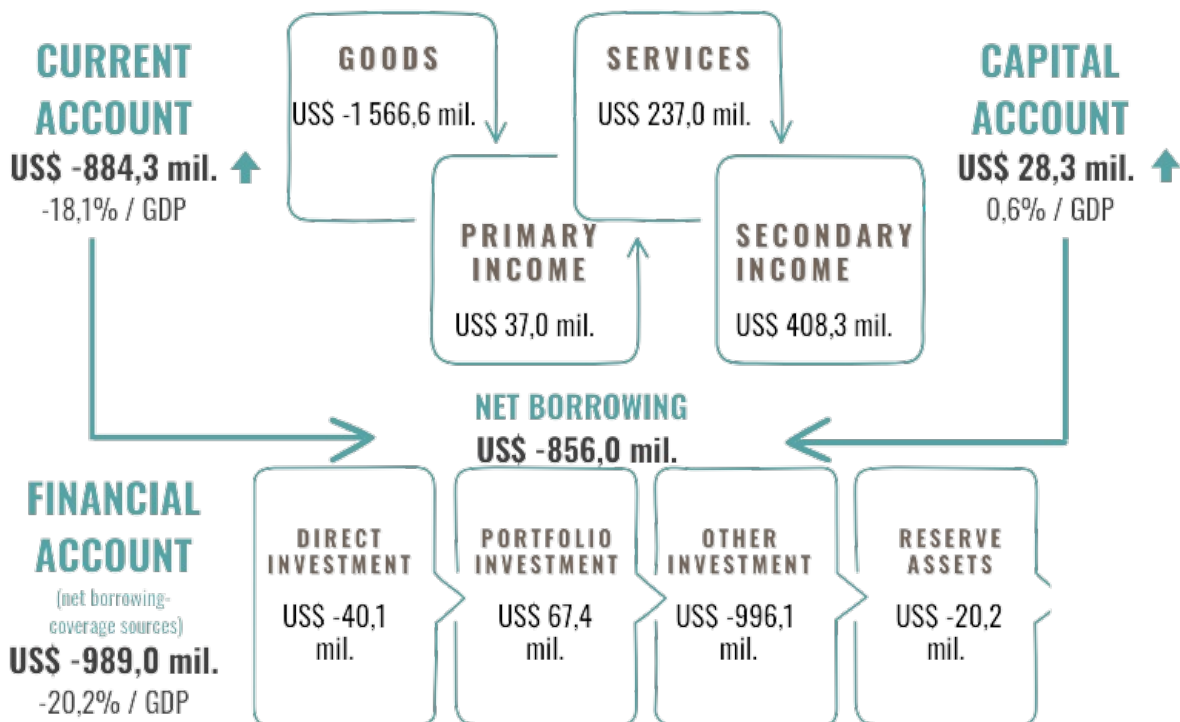 CURRENT
ACCOUNT
US$ -884,3 mil.
-18,1% / GDP
GOODS
US$ -1 566,6 mil.
SERVICES
US$ 237,0 mil.
CAPITAL
ACCOUNT
US$ 28,3 mil.
0,6% / GDP
PRIMARY
INCOME
US$ 37,0 mil.
SECONDARY
INCOME
US$ 408,3 mil.
NET BORROWING
US$ -856,0 mil.
FINANCIAL
ACCOUNT
(net borrowing-
coverage sources)
US$ -989,0 mil.
-20,2% / GDP
DIRECT
INVESTMENT
US$ -40,1
mil.
PORTFOLIO
INVESTMENT
US$ 67,4
mil.
OTHER
INVESTMENT
US$ -996,1
mil.
RESERVE
ASSETS
US$ -20,2
mil.